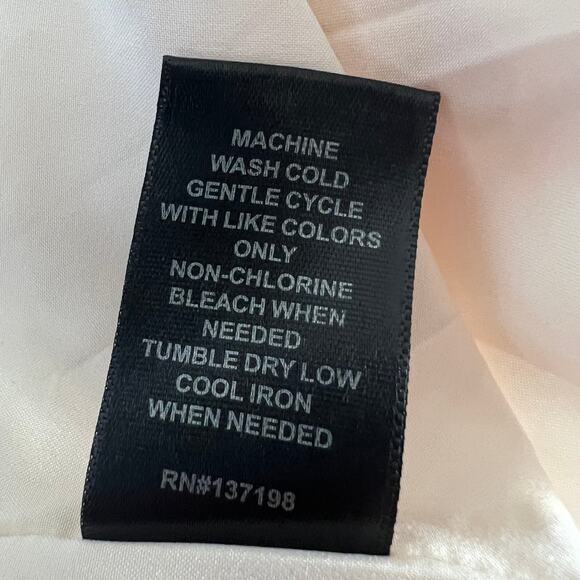 MACHINE
WASH COLD
GENTLE CYCLE
WITH LIKE COLORS
ONLY
NON-CHLORINE
BLEACH WHEN
NEEDED
TUMBLE DRY LOW
COOL IRON
WHEN NEEDED
RN#137198